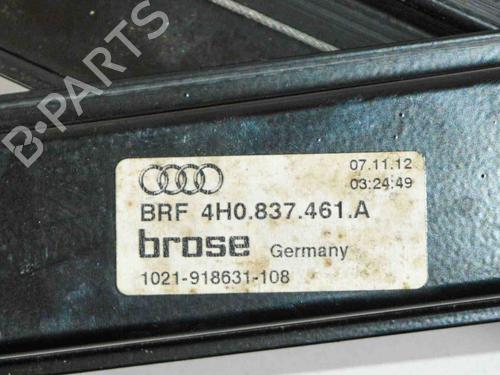 B-PARTS
07.11.12
03:24:49
BRF 4H0.837.461.A
brose Germany
1021-918631-108